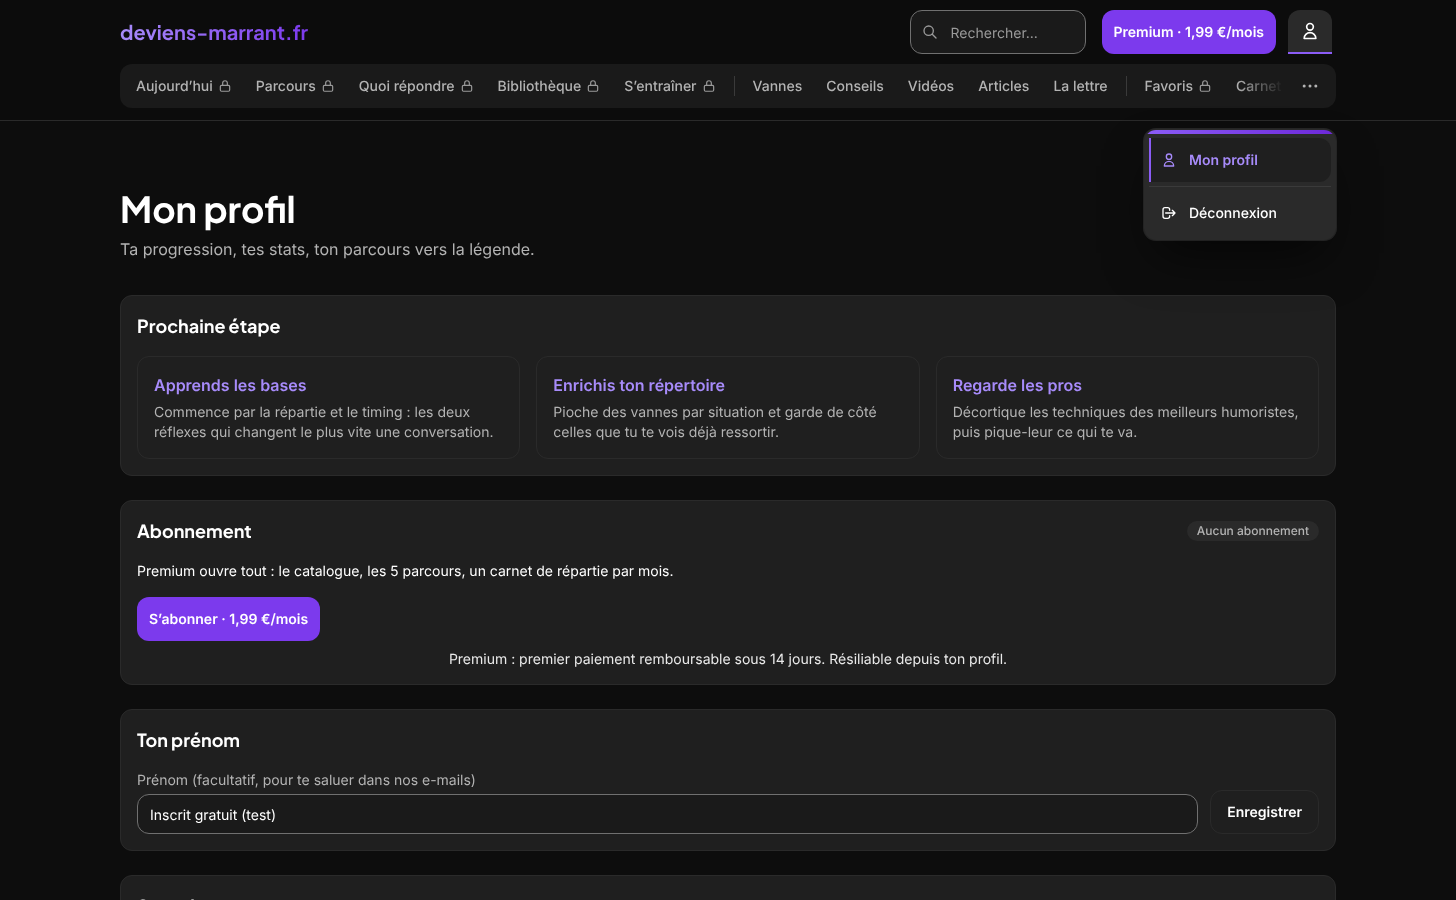 deviens-marrant.fr
Rechercher...
Premium · 1,99 €/mois
Aujourd’hui
Parcours
Quoi répondre
Bibliothèque
S’entraîner
Vannes
Conseils
Vidéos
Articles
La lettre
Favoris
Carnet
Mon profil
Déconnexion
Mon profil
Ta progression, tes stats, ton parcours vers la légende.
Prochaine étape
Apprends les bases
Commence par la répartie et le timing : les deux
réflexes qui changent le plus vite une conversation.
Enrichis ton répertoire
Pioche des vannes par situation et garde de côté
celles que tu te vois déjà ressortir.
Regarde les pros
Décortique les techniques des meilleurs humoristes,
puis pique-leur ce qui te va.
Abonnement
Aucun abonnement
Premium ouvre tout : le catalogue, les 5 parcours, un carnet de répartie par mois.
S’abonner · 1,99 €/mois
Premium : premier paiement remboursable sous 14 jours. Résiliable depuis ton profil.
Ton prénom
Prénom (facultatif, pour te saluer dans nos e-mails)
Inscrit gratuit (test)
Enregistrer